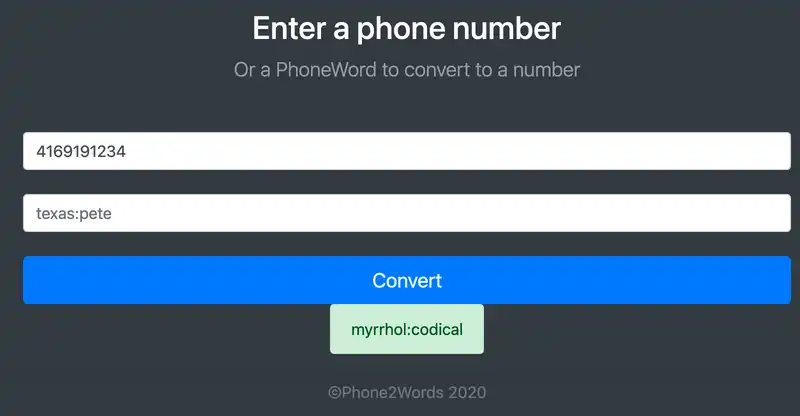 Enter a phone number
Or a PhoneWord to convert to a number
4169191234
texas:pete
Convert
myrrhol:codical
©Phone2Words 2020